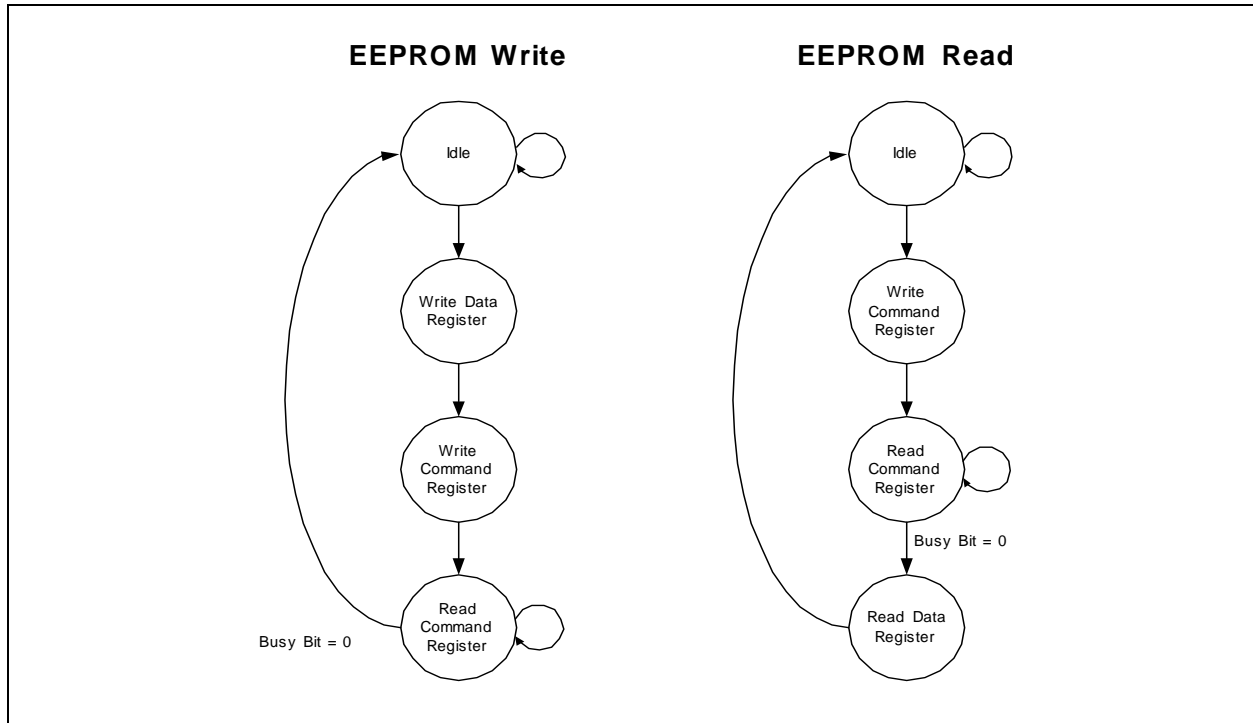 EEPROM Write
Idle
Write Data
Register
Write
Command
Register
Read
Command
Register
Busy Bit = 0
EEPROM Read
Idle
Write
Command
Register
Read
Command
Register
Busy Bit = 0
Read Data
Register